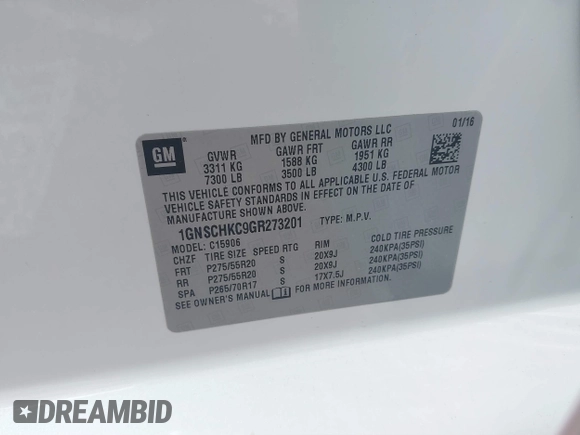 MFD BY GENERAL MOTORS LLC 01/16
GM
GVWR GAWR FRT GAWR RR
3311 KG 1588 KG 1951 KG
7300 LB 3500 LB 4300 LB
THIS VEHICLE CONFORMS TO ALL APPLICABLE U.S. FEDERAL MOTOR
VEHICLE SAFETY STANDARDS IN EFFECT ON THE DATE OF
MANUFACTURE SHOWN ABOVE.
1GNSCHKC9GR273201 TYPE: M.P.V.
MODEL: C15906
CHZF TIRE SIZE SPEED RTG RIM COLD TIRE PRESSURE
FRT P275/55R20 S 20X9J 240KPA(35PSI)
RR P275/55R20 S 20X9J 240KPA(35PSI)
SPA P265/70R17 S 17X7.5J 240KPA(35PSI)
SEE OWNER'S MANUAL FOR MORE INFORMATION.
DREAMBID